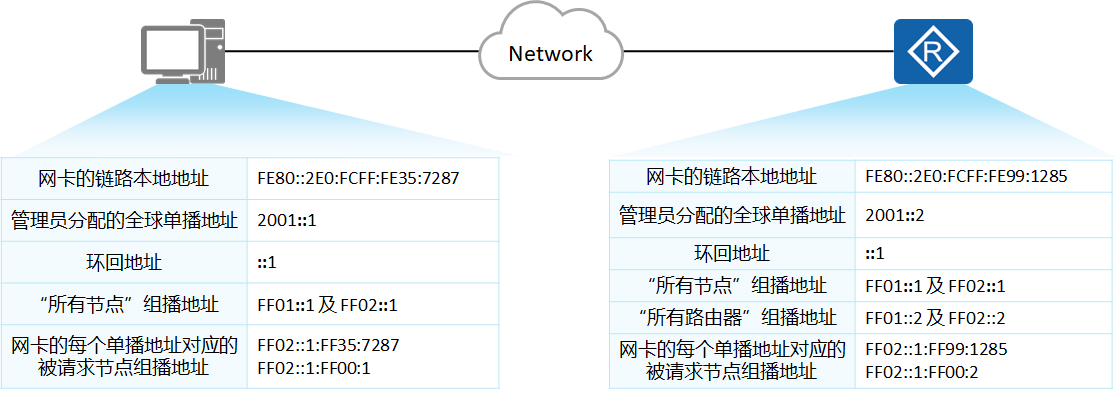 Network
R
网卡的链路本地地址 FE80::2E0:FCFF:FE35:7287
管理员分配的全球单播地址 2001::1
环回地址 ::1
“所有节点”组播地址 FF01::1 及 FF02::1
网卡的每个单播地址对应的
被请求节点组播地址
FF02::1:FF35:7287
FF02::1:FF00:1
网卡的链路本地地址 FE80::2E0:FCFF:FE99:1285
管理员分配的全球单播地址 2001::2
环回地址 ::1
“所有节点”组播地址 FF01::1 及 FF02::1
“所有路由器”组播地址 FF01::2 及 FF02::2
网卡的每个单播地址对应的
被请求节点组播地址
FF02::1:FF99:1285
FF02::1:FF00:2